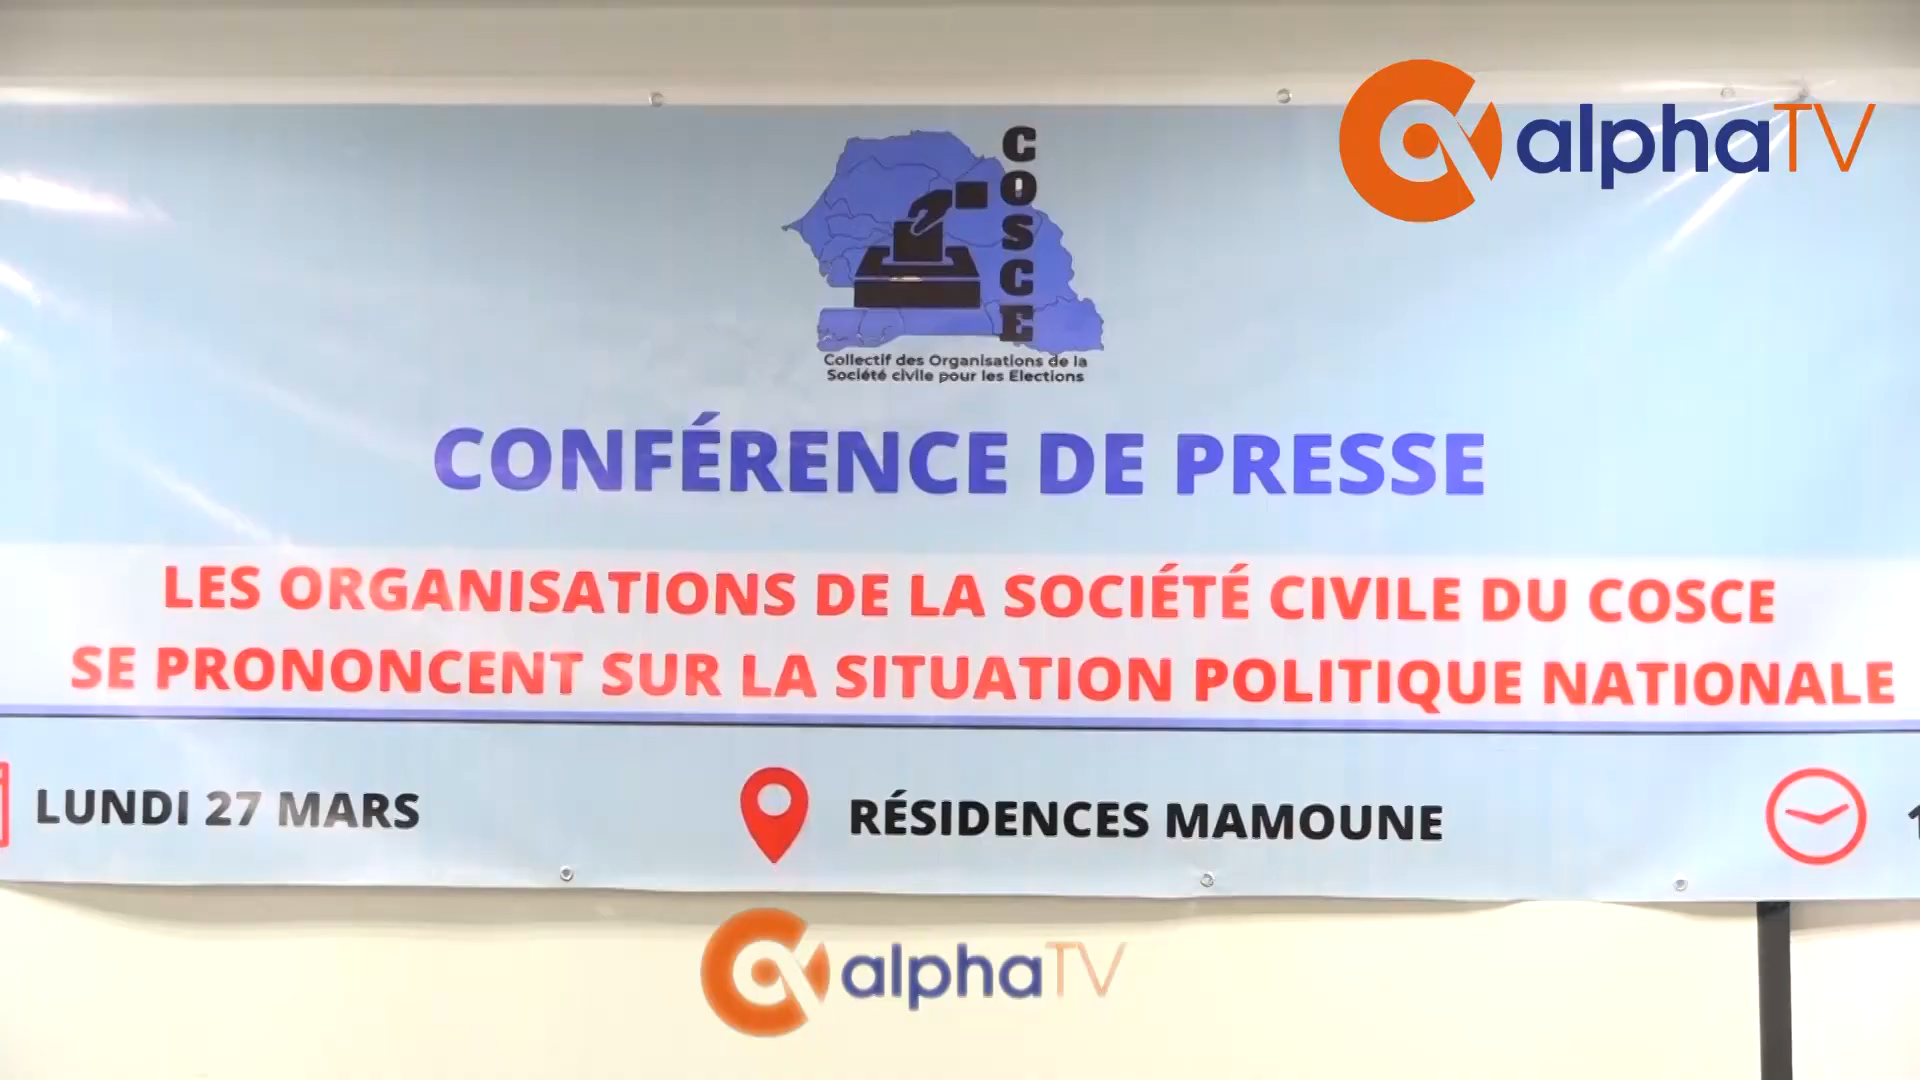 alphaTV
COSCE
Collectif des Organisations de la
Société civile pour les Elections
CONFÉRENCE DE PRESSE
LES ORGANISATIONS DE LA SOCIÉTÉ CIVILE DU COSCE
SE PRONONCENT SUR LA SITUATION POLITIQUE NATIONALE
LUNDI 27 MARS
RÉSIDENCES MAMOUNE
alphaTV